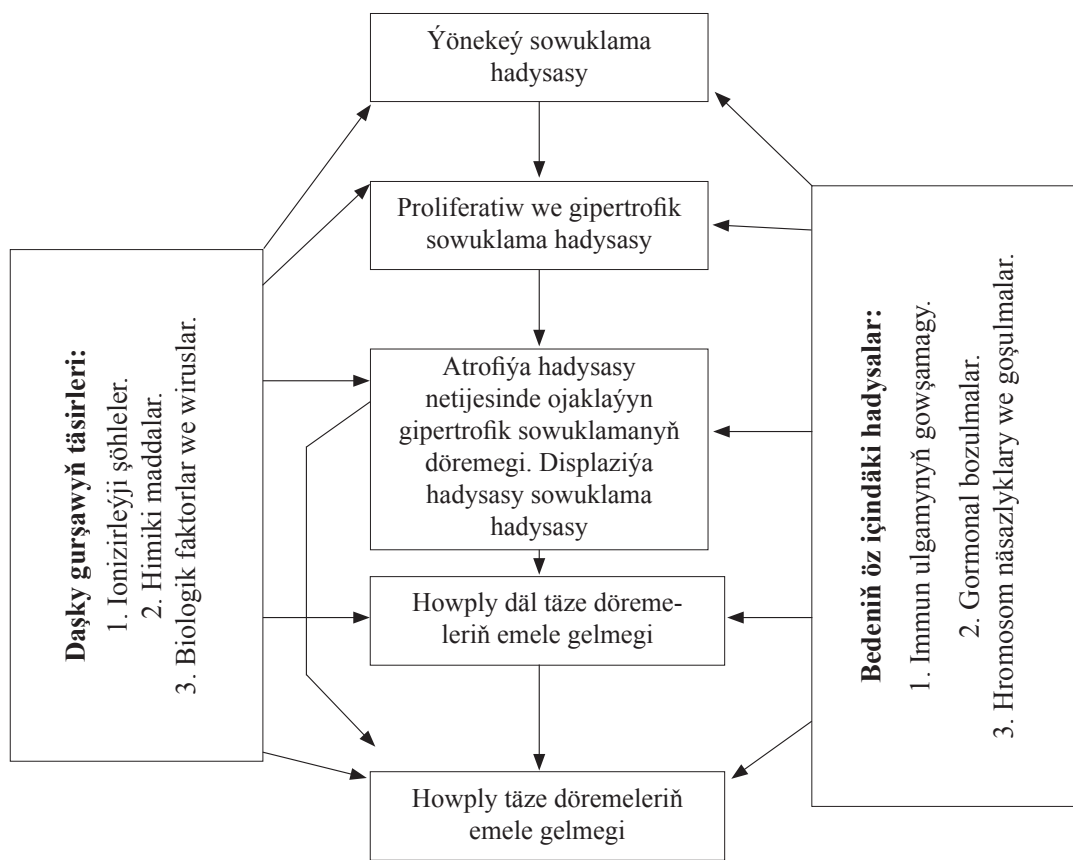 Ýönekeý sowuklama
hadysasy
Proliferatiw we gipertrofik
sowuklama hadysasy
Atrofiýa hadysasy
netijesinde ojaklaýyn
gipertrofik sowuklamanyň
döremegi. Displaziýa
hadysasy sowuklama
hadysasy
Howply däl täze döreme-
leriň emele gelmegi
Howply täze döremeleriň
emele gelmegi
Daşky gurşawyň täsirleri:
1. Ionizirleýji şöhleler.
2. Himiki maddalar.
3. Biologik faktorlar we wiruslar.
Bedeniň öz içindäki hadysalar:
1. Immun ulgamynyň gowşamagy.
2. Gormonal bozulmalar.
3. Hromosom näsazlyklary we goşulmalar.